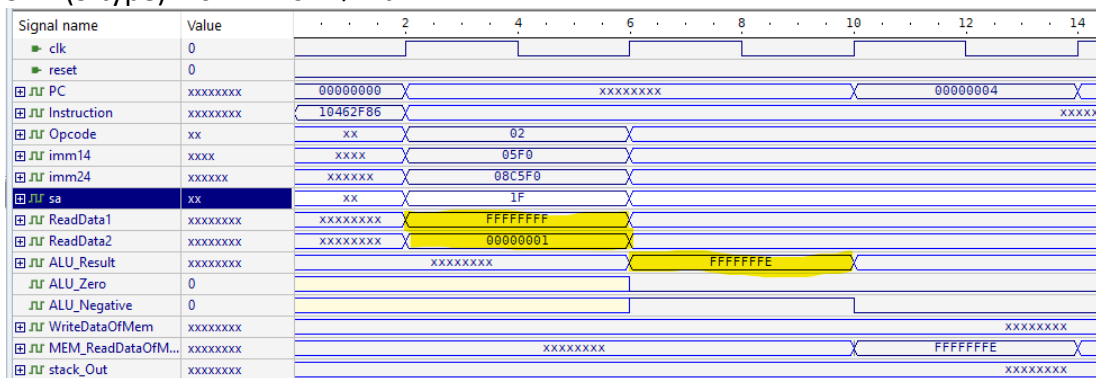 Signal name Value 2 4 6 8 10 12 14
clk 0
reset 0
PC xxxxxxxx 00000000 xxxxxxxx 00000004
Instruction xxxxxxxx 10462F86 xxxxx
Opcode xx xx 02
imm14 xxxx xxxx 05F0
imm24 xxxxxx xxxxxx 08C5F0
sa xx xx 1F
ReadData1 xxxxxxxx xxxxxxxx FFFFFFFF
ReadData2 xxxxxxxx xxxxxxxx 00000001
ALU_Result xxxxxxxx xxxxxxxx FFFFFFFE
ALU_Zero 0
ALU_Negative 0
WriteDataOfMem xxxxxxxx xxxxxxxx
MEM_ReadDataOfM... xxxxxxxx xxxxxxxx FFFFFFFE
stack_Out xxxxxxxx xxxxxxxx